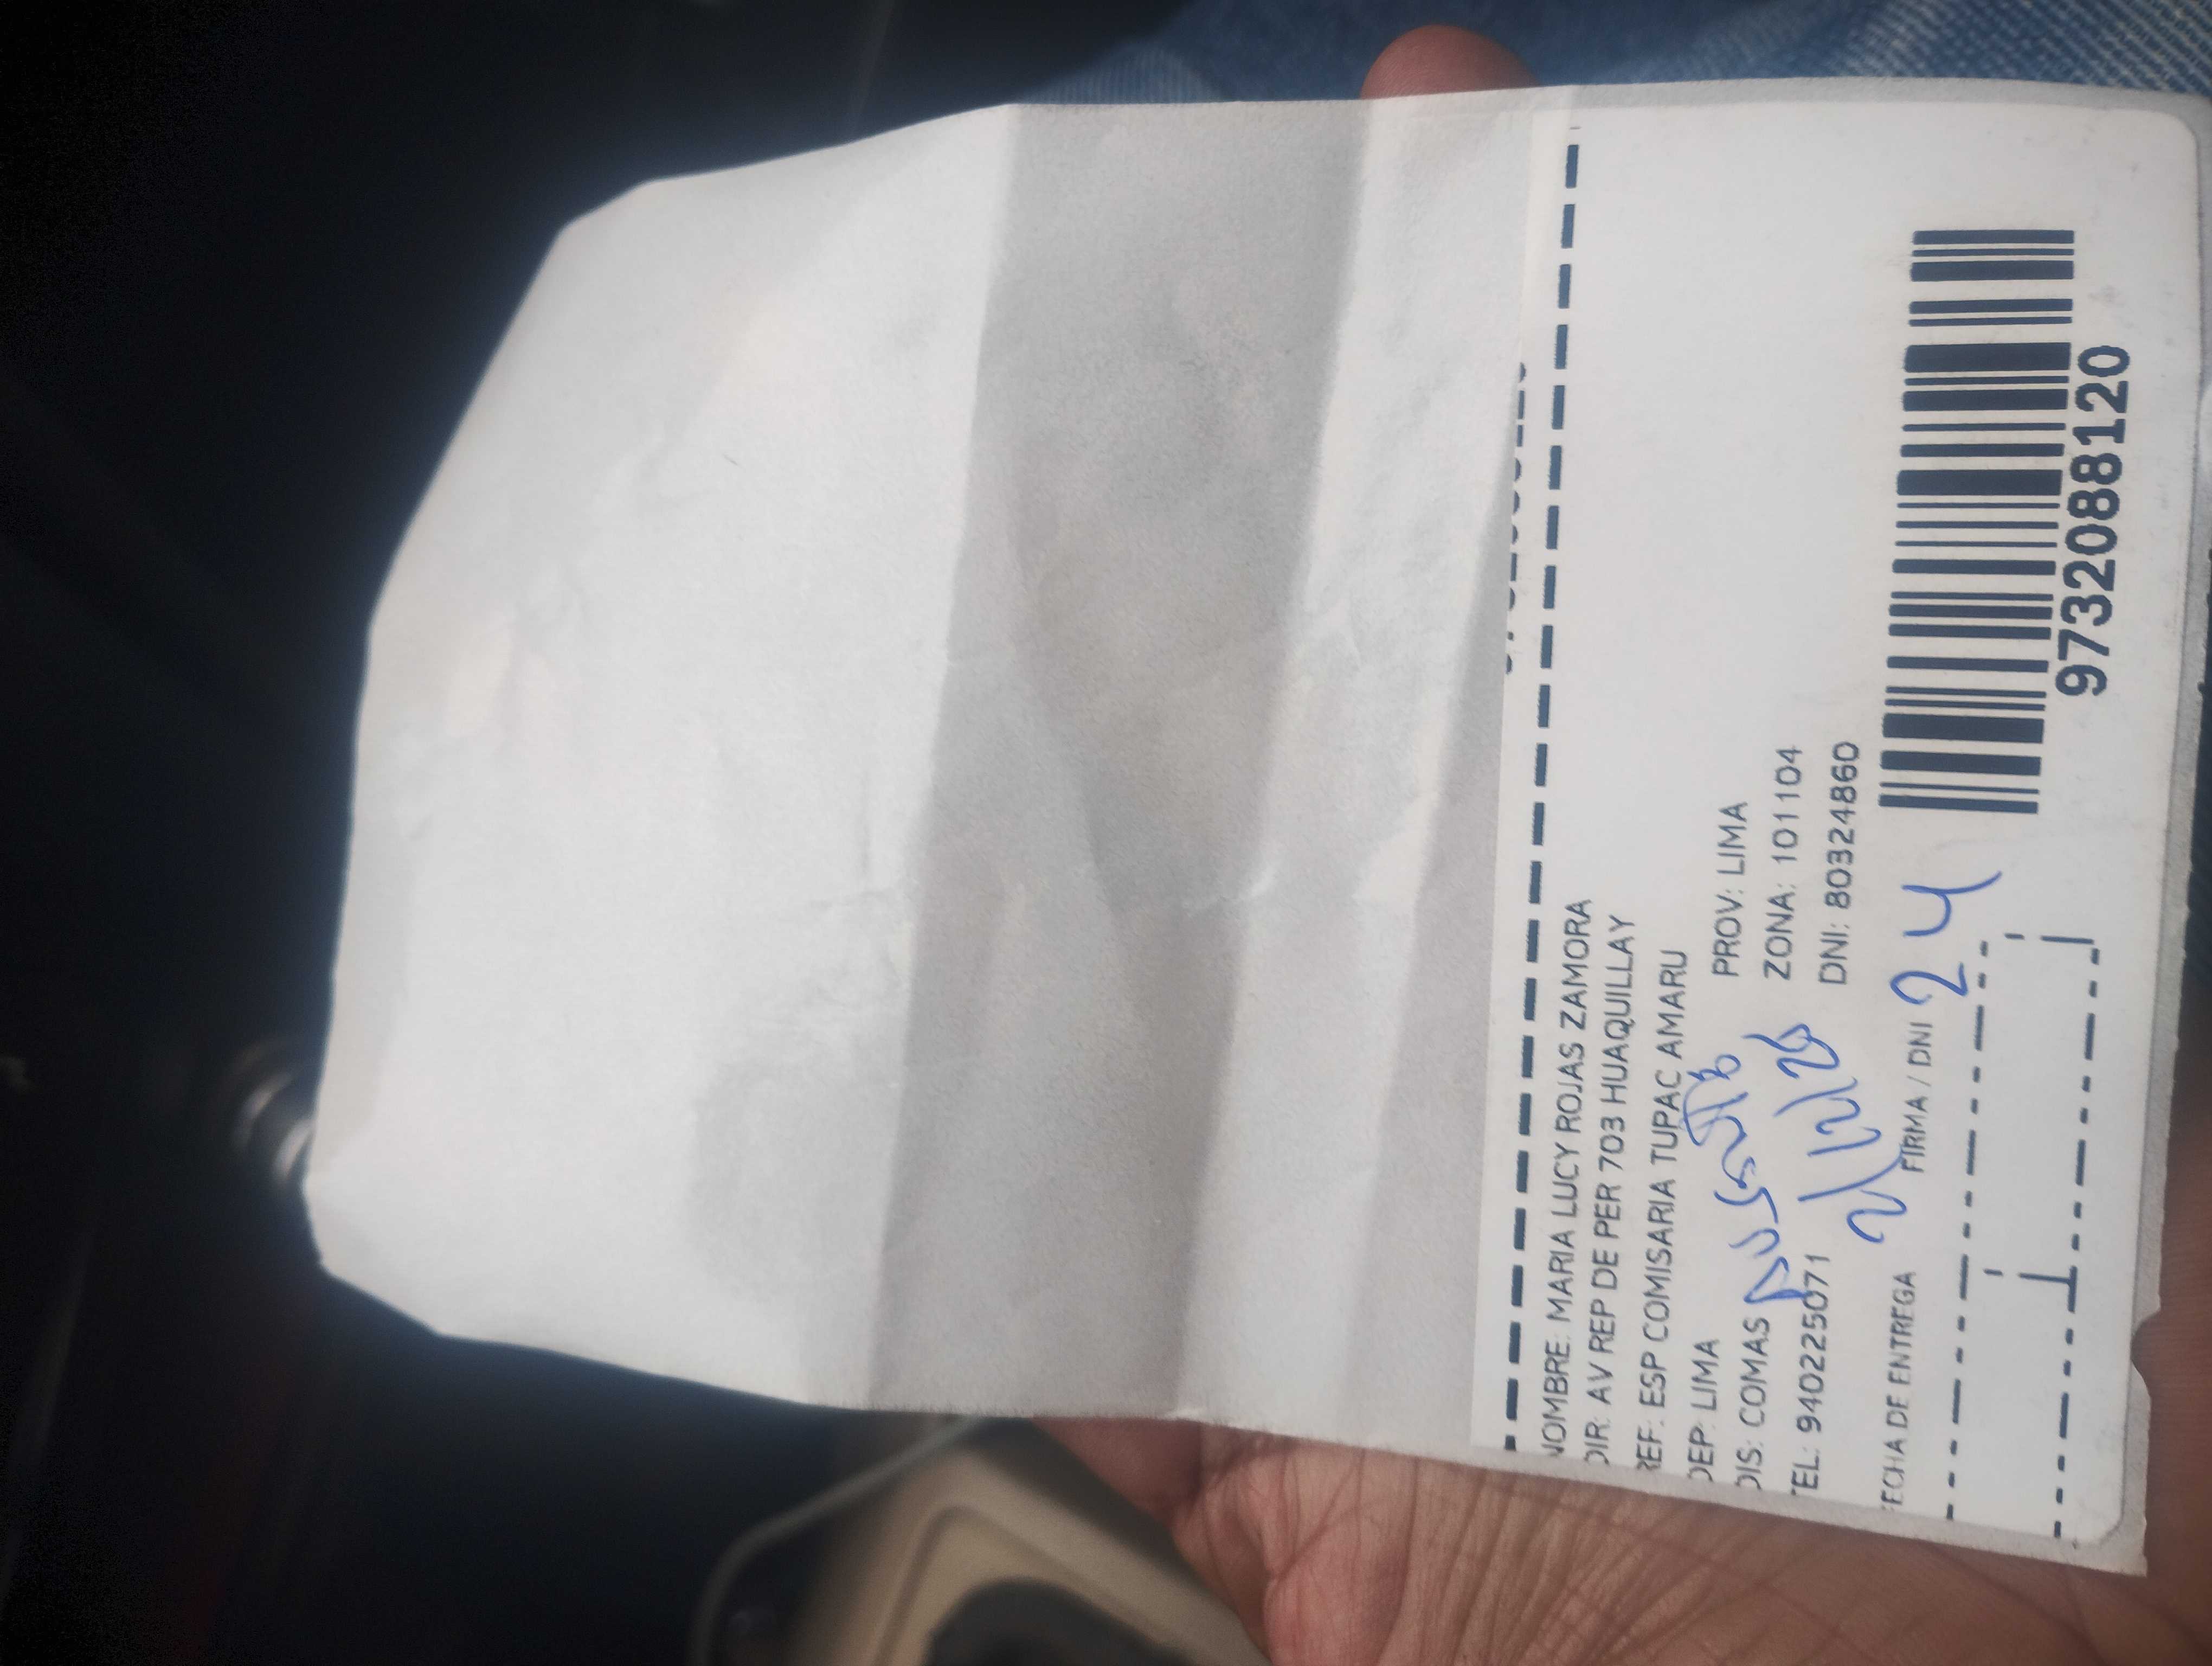 NOMBRE: MARIA LUCY ROJAS ZAMORA
DIR: AV REP DE PER 703 HUAQUILLAY
REF: ESP COMISARIA TUPAC AMARU
DEP: LIMA PROV: LIMA
DIS: COMAS ZONA: 101104
TEL: 940225071 DNI: 80324860
FECHA DE ENTREGA FIRMA / DNI
24
9732088120